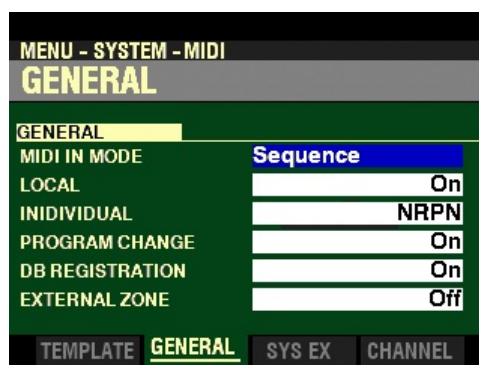 MENU - SYSTEM - MIDI
GENERAL
GENERAL
MIDI IN MODE Sequence
LOCAL On
INIDIVIDUAL NRPN
PROGRAM CHANGE On
DB REGISTRATION On
EXTERNAL ZONE Off
TEMPLATE GENERAL SYS EX CHANNEL